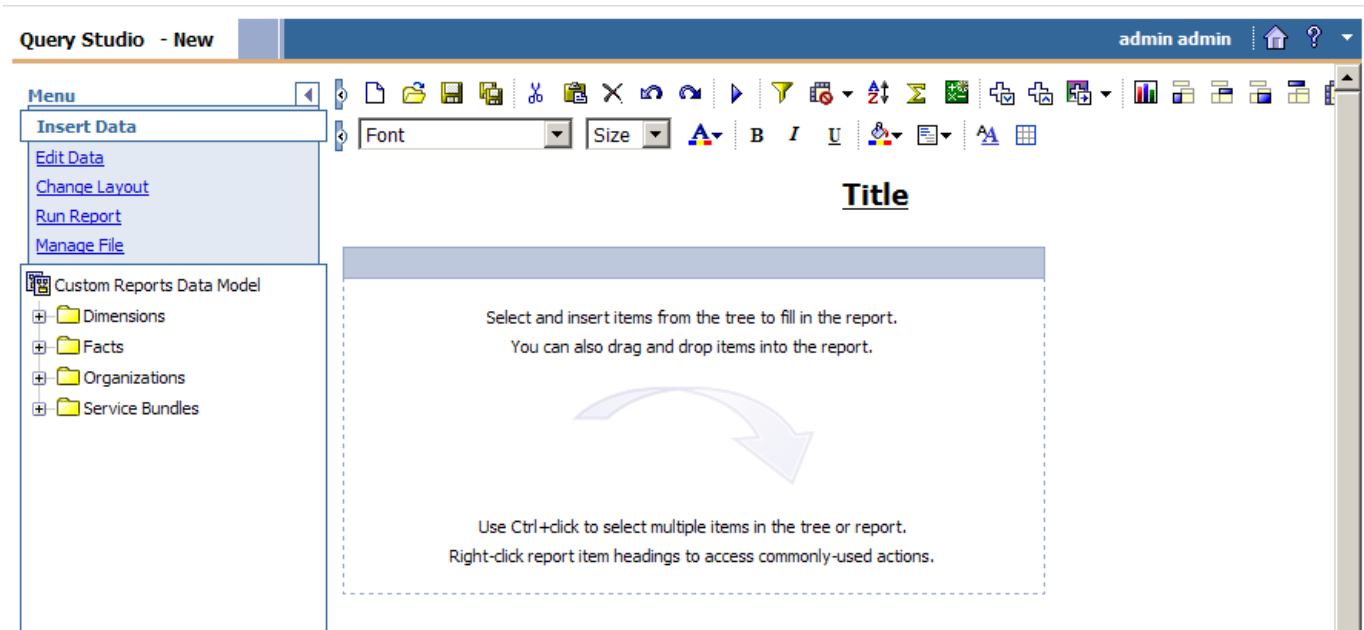 Query Studio - New
admin admin
?
Menu
Insert Data
Edit Data
Change Layout
Run Report
Manage File
Custom Reports Data Model
Dimensions
Facts
Organizations
Service Bundles
Font
Size
A
B I U
AA
Title
Select and insert items from the tree to fill in the report.
You can also drag and drop items into the report.
Use Ctrl+click to select multiple items in the tree or report.
Right-click report item headings to access commonly-used actions.